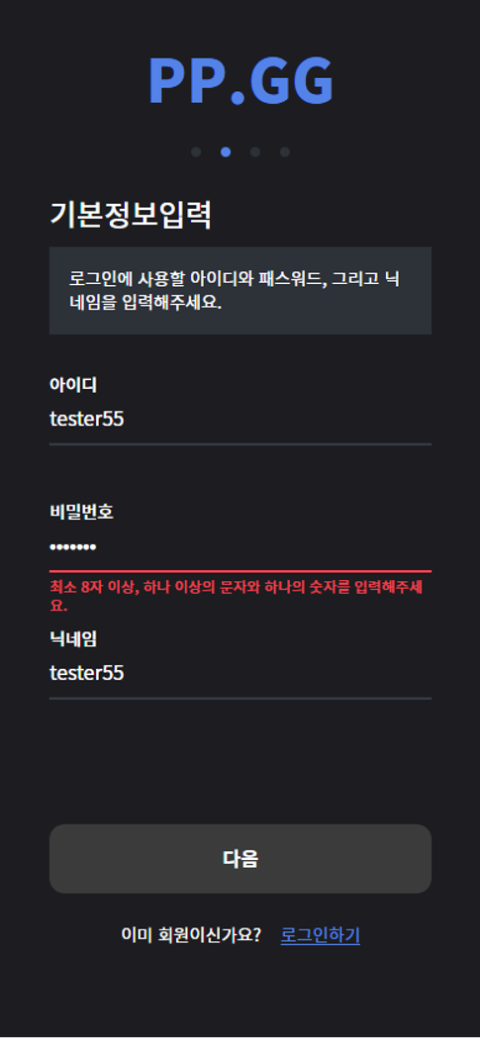 PP.GG
기본정보입력
로그인에 사용할 아이디와 패스워드, 그리고 닉
네임을 입력해주세요.
아이디
tester55
비밀번호
•••••••
최소 8자 이상, 하나 이상의 문자와 하나의 숫자를 입력해주세
요.
닉네임
tester55
다음
이미 회원이신가요? 로그인하기